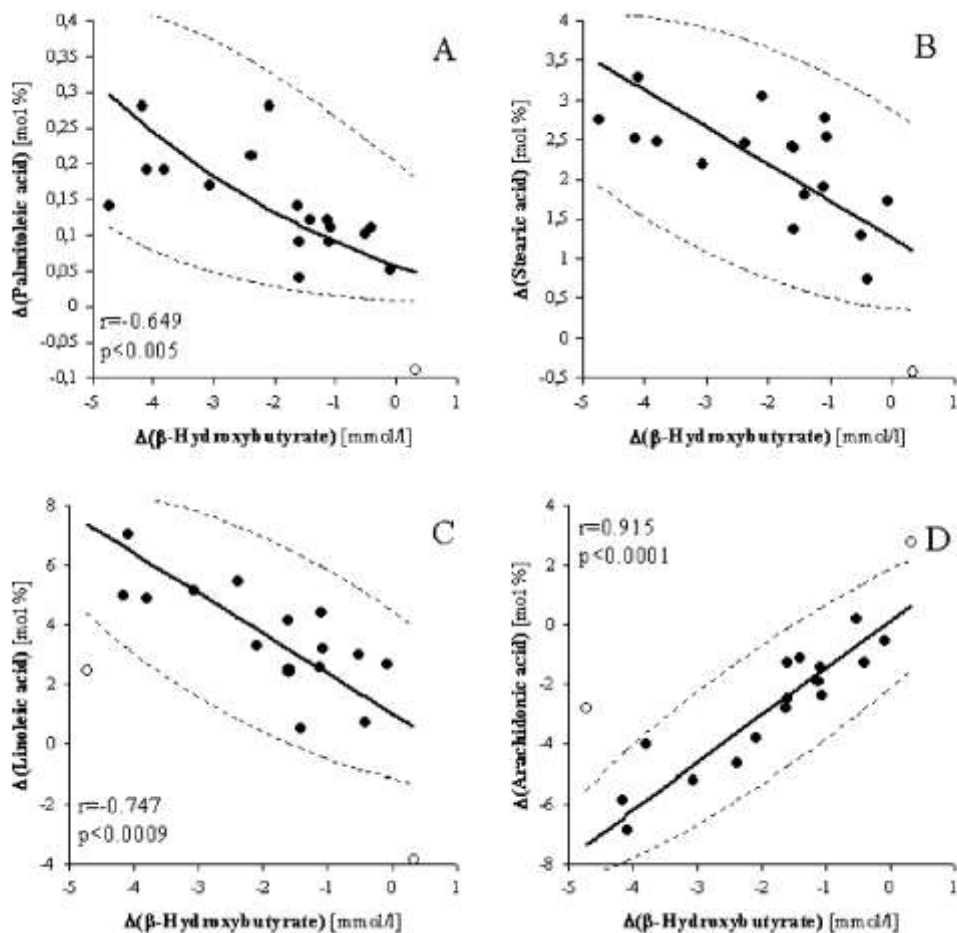 A
Δ(Palmitoleic acid) [mol%]
0,4
0,35
0,3
0,25
0,2
0,15
0,1
0,05
0
-0,05
-0,1
r=-0.649
p<0.005
-5 -4 -3 -2 -1 0 1
Δ(β-Hydroxybutyrate) [mmol/l]
B
Δ(Stearic acid) [mol%]
4
3,5
3
2,5
2
1,5
1
0,5
0
-0,5
-5 -4 -3 -2 -1 0 1
Δ(β-Hydroxybutyrate) [mmol/l]
C
Δ(Linoleic acid) [mol%]
8
6
4
2
0
-2
-4
r=-0.747
p<0.0009
-5 -4 -3 -2 -1 0 1
Δ(β-Hydroxybutyrate) [mmol/l]
D
r=0.915
p<0.0001
Δ(Arachidonic acid) [mol%]
4
2
0
-2
-4
-6
-8
-5 -4 -3 -2 -1 0 1
Δ(β-Hydroxybutyrate) [mmol/l]